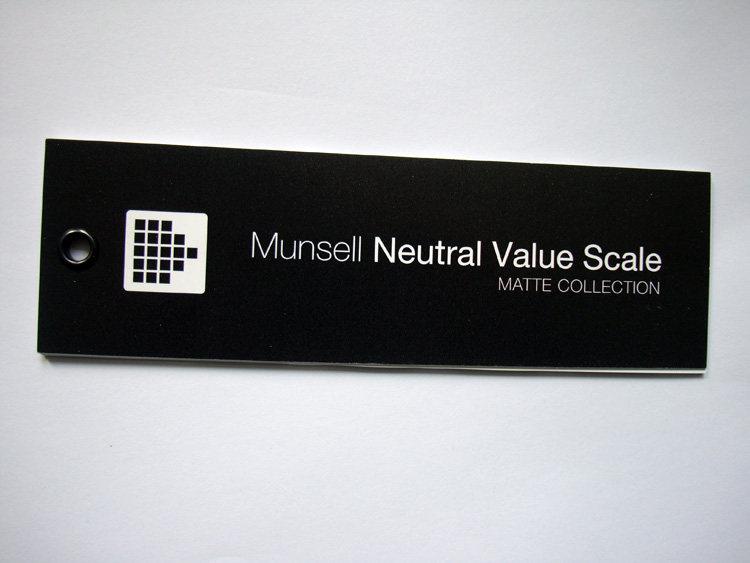 Munsell Neutral Value Scale
MATTE COLLECTION